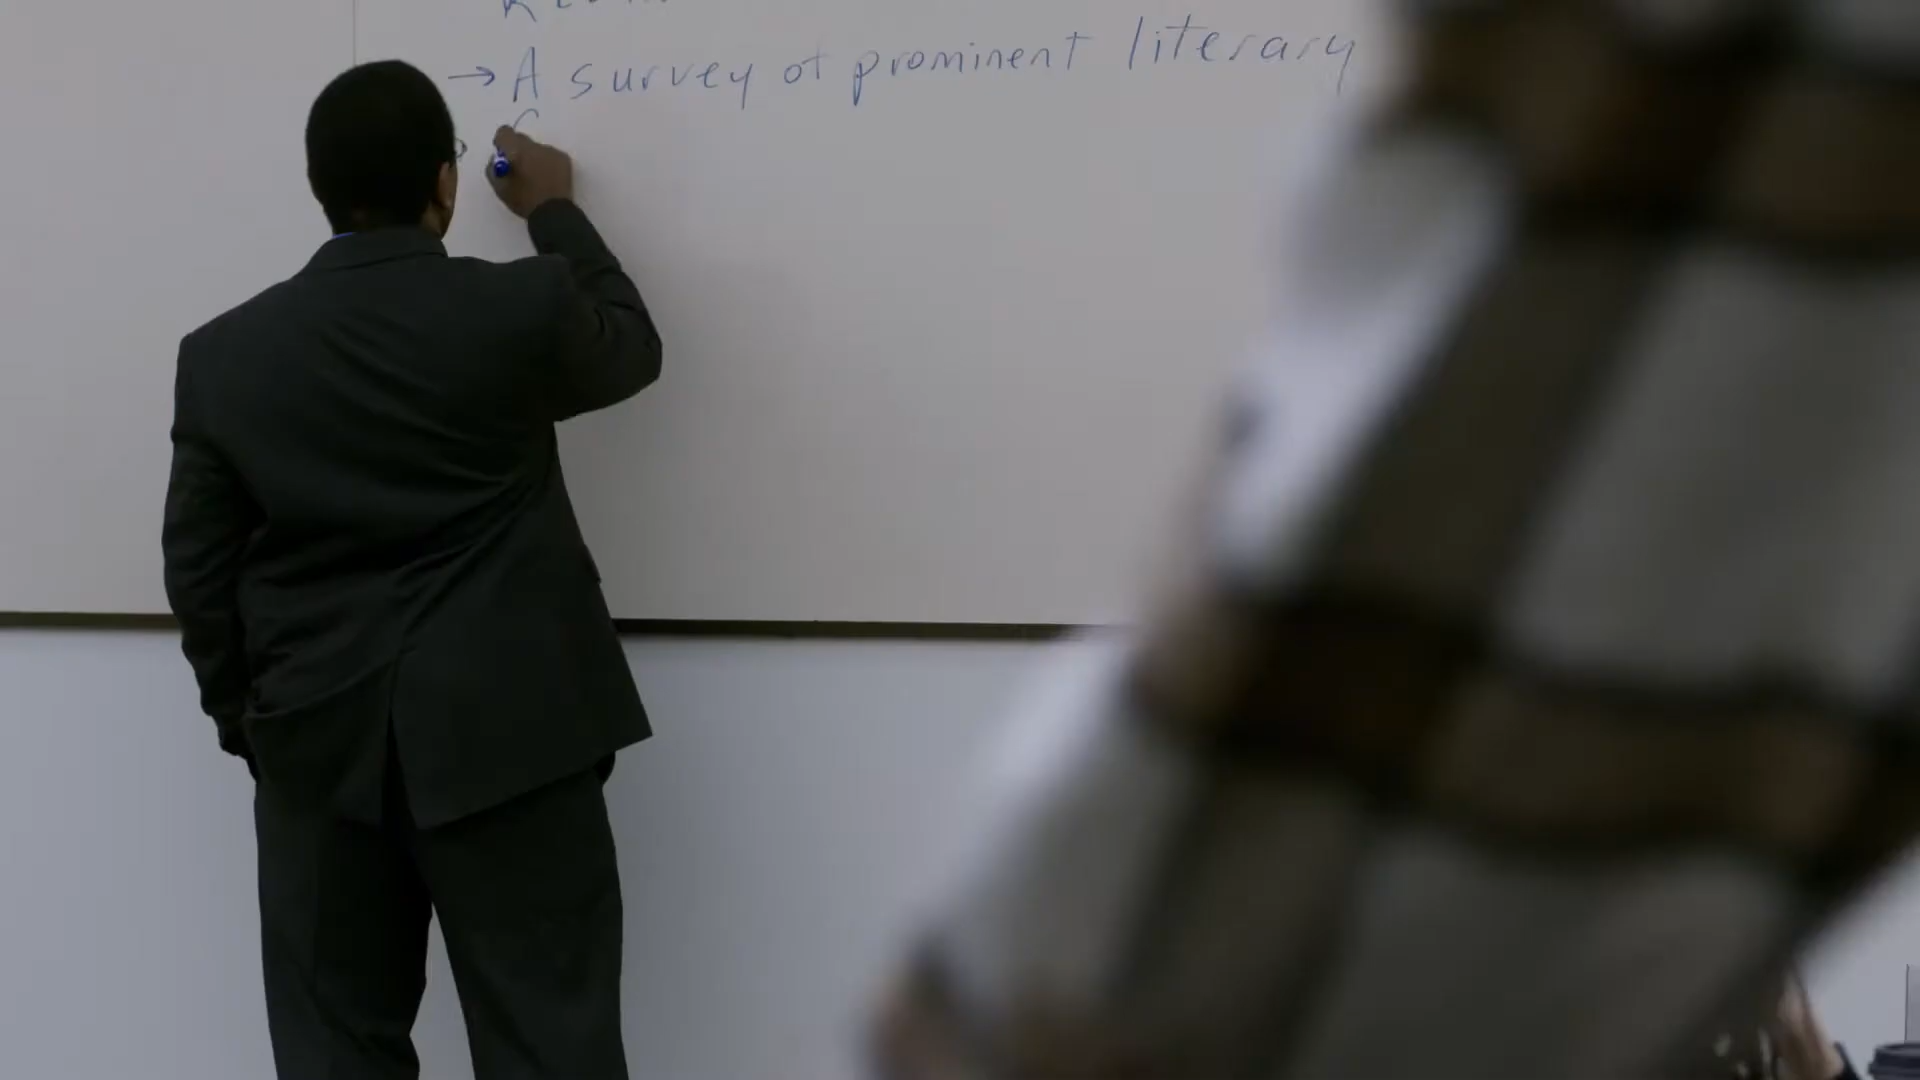 → A survey of prominent literary